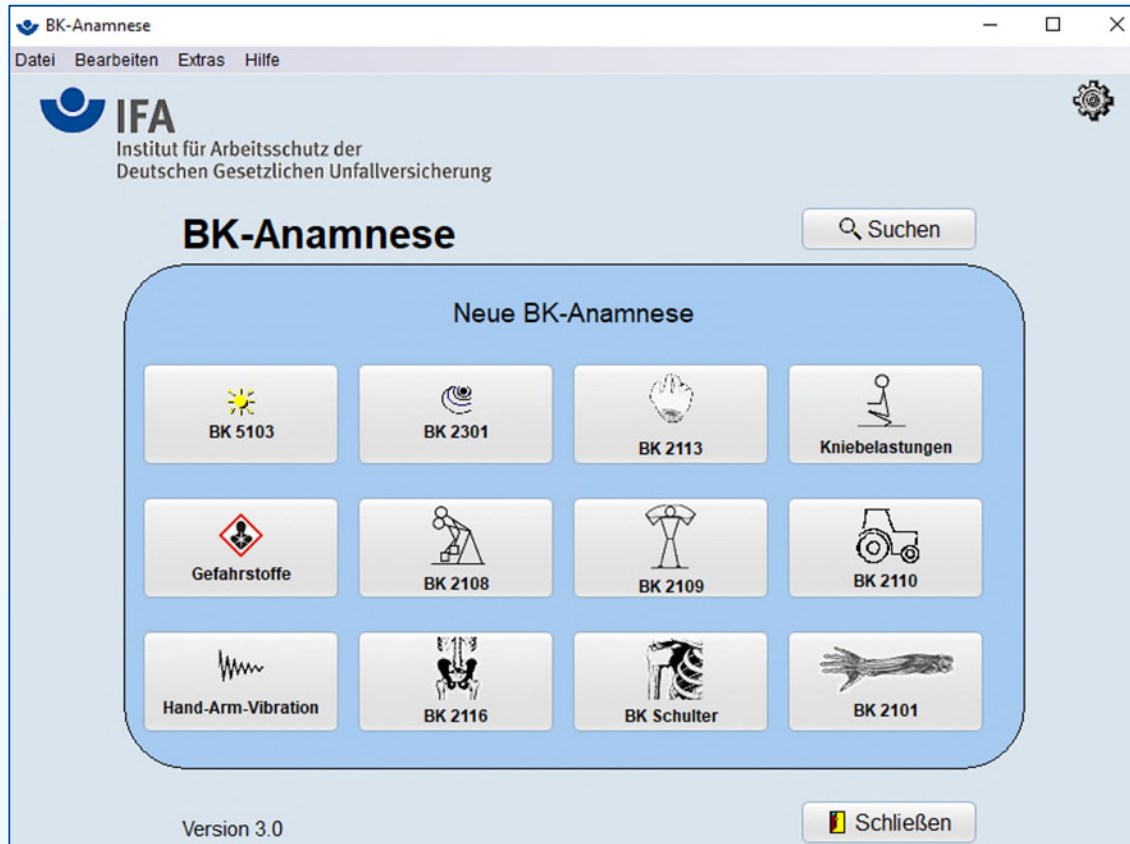 BK-Anamnese
Datei Bearbeiten Extras Hilfe
IFA
Institut für Arbeitsschutz der
Deutschen Gesetzlichen Unfallversicherung
BK-Anamnese
Suchen
Neue BK-Anamnese
BK 5103
BK 2301
BK 2113
Kniebelastungen
Gefahrstoffe
BK 2108
BK 2109
BK 2110
Hand-Arm-Vibration
BK 2116
BK Schulter
BK 2101
Version 3.0
Schließen